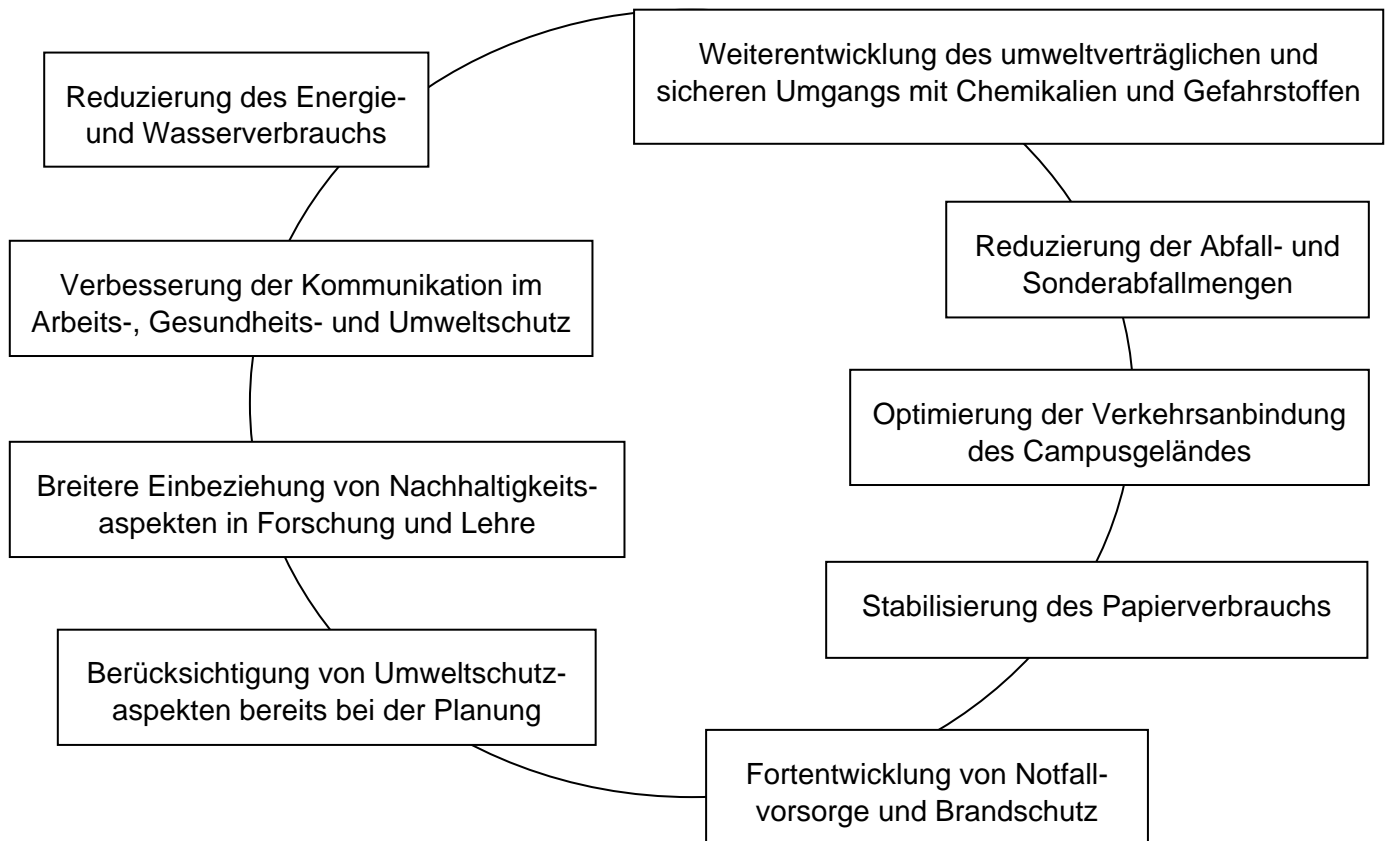 Weiterentwicklung des umweltverträglichen und
sicheren Umgangs mit Chemikalien und Gefahrstoffen
Reduzierung des Energie-
und Wasserverbrauchs
Reduzierung der Abfall- und
Sonderabfallmengen
Verbesserung der Kommunikation im
Arbeits-, Gesundheits- und Umweltschutz
Optimierung der Verkehrsanbindung
des Campusgeländes
Breitere Einbeziehung von Nachhaltigkeits-
aspekten in Forschung und Lehre
Stabilisierung des Papierverbrauchs
Berücksichtigung von Umweltschutz-
aspekten bereits bei der Planung
Fortentwicklung von Notfall-
vorsorge und Brandschutz